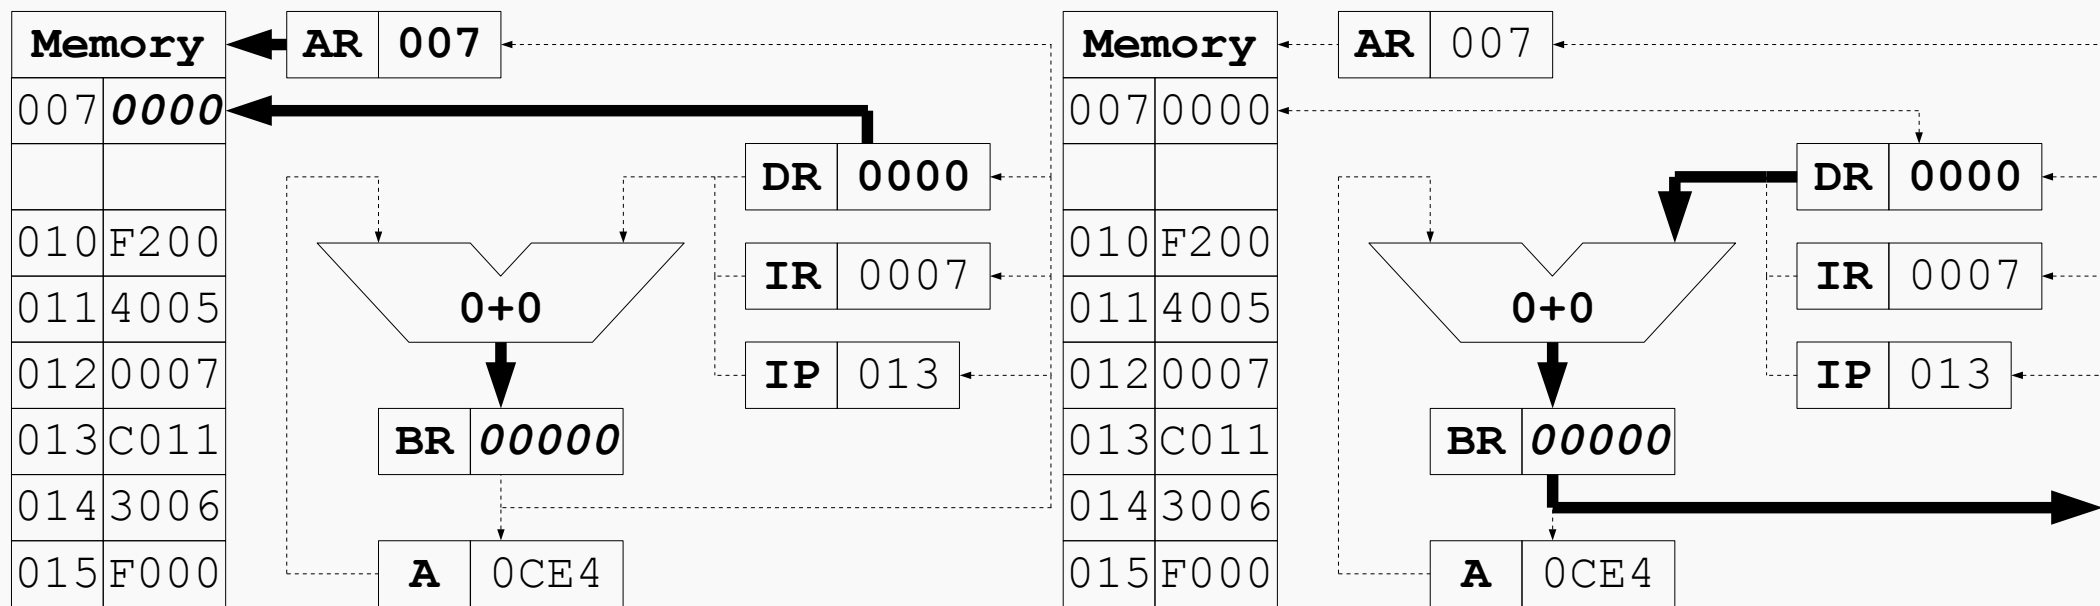 Memory AR 007 Memory AR 007
007 0000 007 0000
DR 0000 DR 0000
010 F200 010 F200
IR 0007 IR 0007
011 4005 0+0 011 4005 0+0
012 0007 IP 013 012 0007 IP 013
013 C011 BR 00000 013 C011 BR 00000
014 3006 014 3006
015 F000 A 0CE4 015 F000 A 0CE4